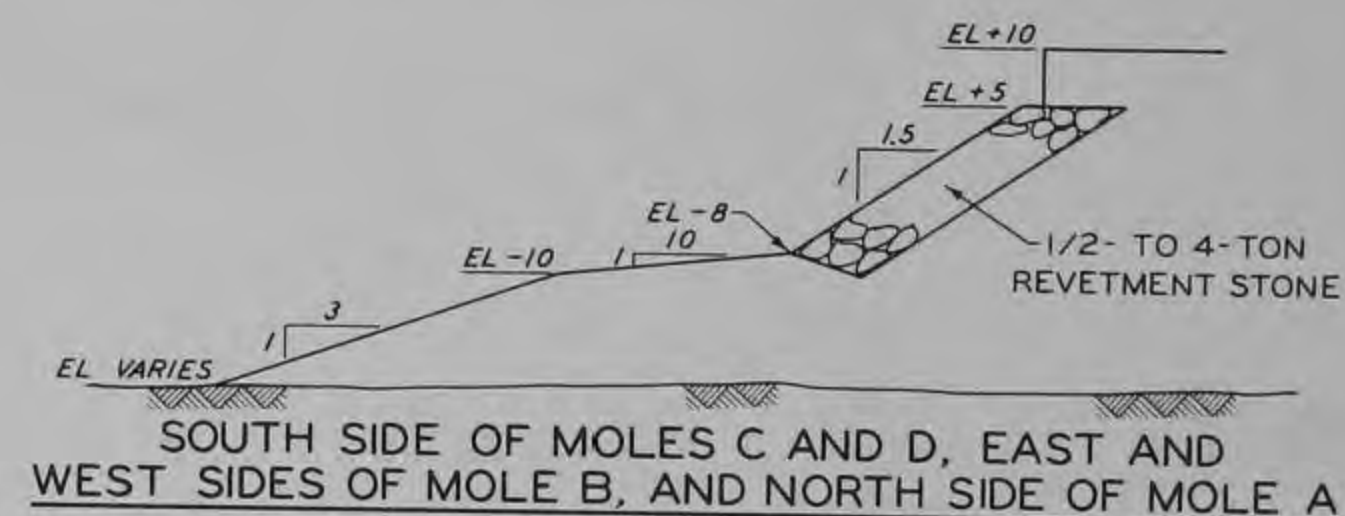 EL +10
EL +5
1.5
1
EL -8
10
1
EL -10
1/2- TO 4-TON
REVETMENT STONE
3
1
EL VARIES
SOUTH SIDE OF MOLES C AND D, EAST AND
WEST SIDES OF MOLE B, AND NORTH SIDE OF MOLE A